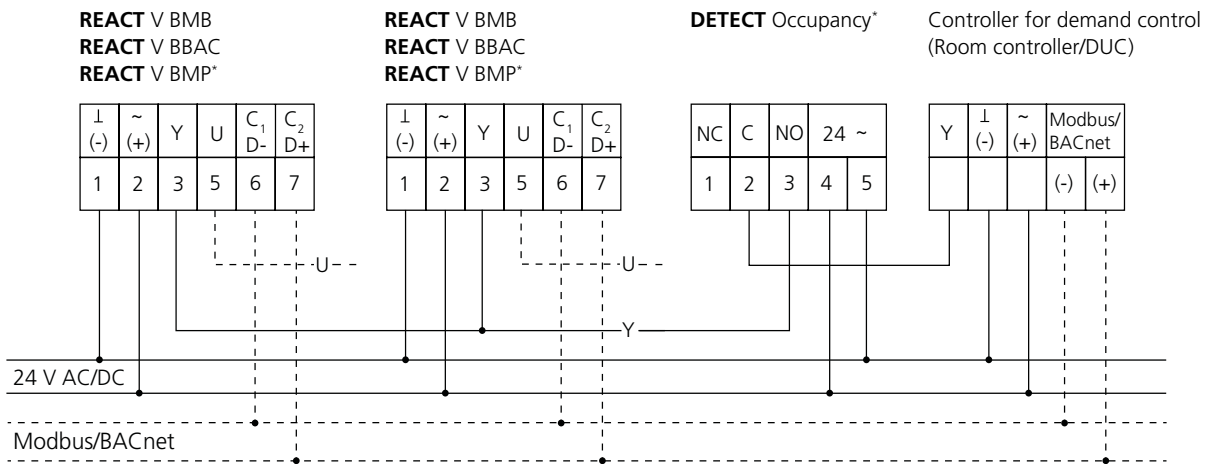 REACT V BMB
REACT V BBAC
REACT V BMP*
REACT V BMB
REACT V BBAC
REACT V BMP*
DETECT Occupancy*
Controller for demand control
(Room controller/DUC)
⊥ ~ Y U C₁ C₂
(-) (+) D- D+
1 2 3 5 6 7
⊥ ~ Y U C₁ C₂
(-) (+) D- D+
1 2 3 5 6 7
NC C NO 24 ~
1 2 3 4 5
Y ⊥ ~ Modbus/
(-) (+) BACnet
(-) (+)
U
U
Y
24 V AC/DC
Modbus/BACnet